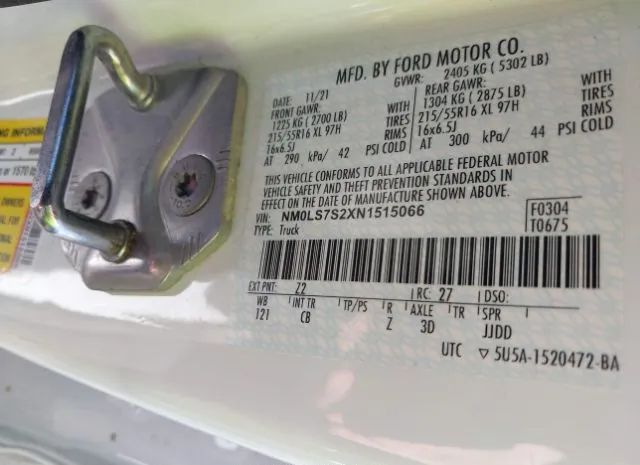 MFD. BY FORD MOTOR CO.
DATE: 11/21 GVWR: 2405 KG ( 5302 LB)
FRONT GAWR: REAR GAWR:
1225 KG ( 2700 LB) WITH 1304 KG ( 2875 LB) WITH
215/55R16 XL 97H TIRES 215/55R16 XL 97H TIRES
16x6.5J RIMS 16x6.5J RIMS
AT 290 kPa/ 42 PSI COLD AT 300 kPa/ 44 PSI COLD
THIS VEHICLE CONFORMS TO ALL APPLICABLE FEDERAL MOTOR
VEHICLE SAFETY AND THEFT PREVENTION STANDARDS IN
EFFECT ON THE DATE OF MANUFACTURE SHOWN ABOVE.
VIN: NM0LS7S2XN1515066 F0304
TYPE: Truck T0675
EXT PNT: Z2 RC: 27 DSO:
WB INT TR TP/PS R AXLE TR SPR
121 CB Z 3D JJDD
UTC ▽ 5U5A-1520472-BA
NG INFORMA
or 1570 lb